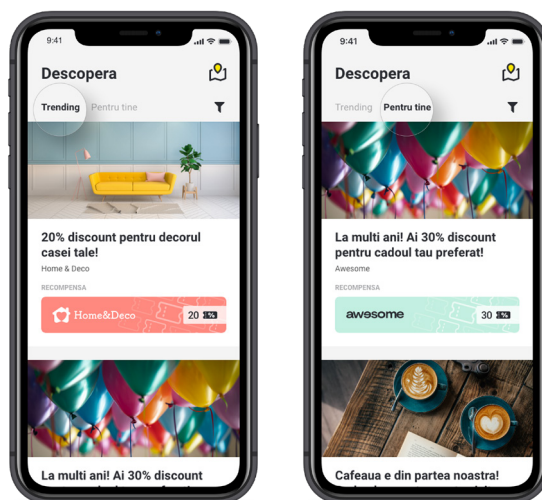 9:41
Descopera
Trending Pentru tine
20% discount pentru decorul
casei tale!
Home & Deco
RECOMPENSA
Home&Deco 20
La multi ani! Ai 30% discount
9:41
Descopera
Trending Pentru tine
La multi ani! Ai 30% discount
pentru cadoul tau preferat!
Awesome
RECOMPENSA
awesome 30
Cafeaua e din partea noastra!